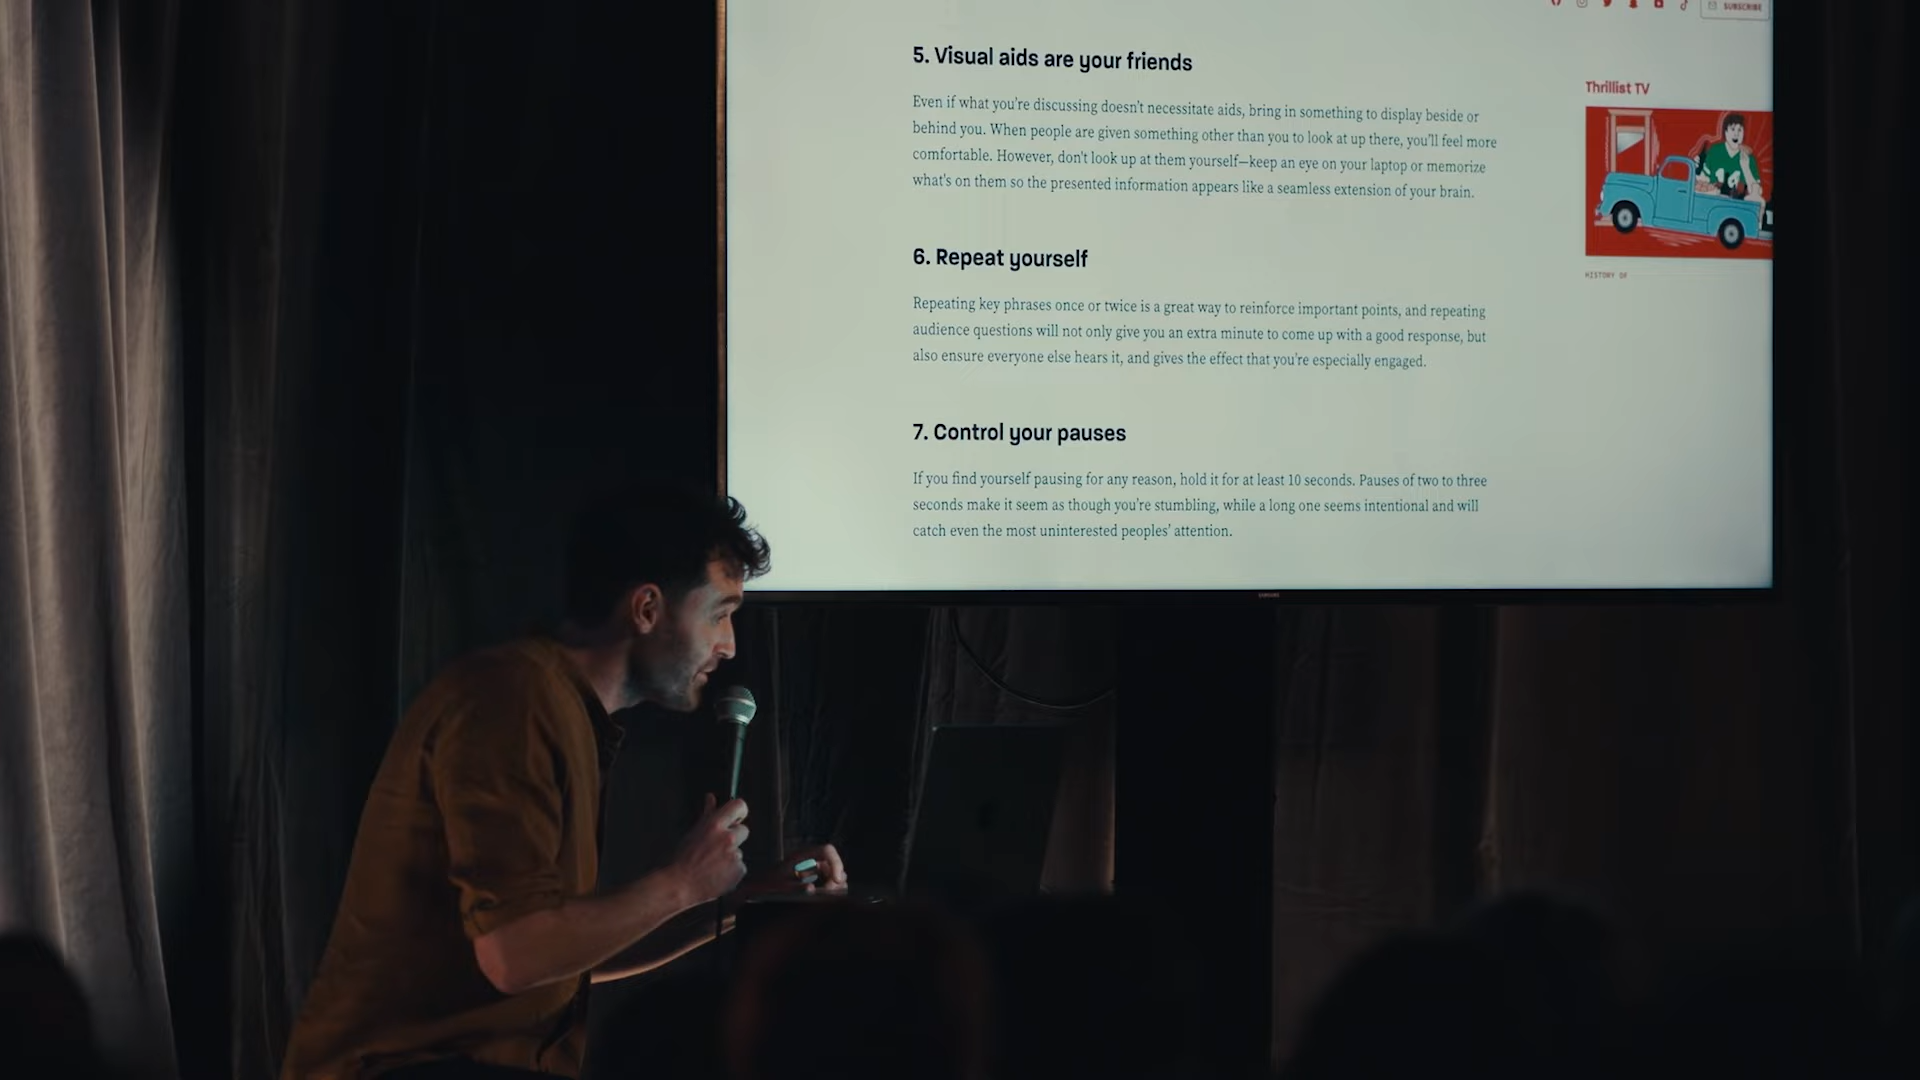 SUBSCRIBE
5. Visual aids are your friends
Even if what you're discussing doesn't necessitate aids, bring in something to display beside or
behind you. When people are given something other than you to look at up there, you'll feel more
comfortable. However, don't look up at them yourself—keep an eye on your laptop or memorize
what's on them so the presented information appears like a seamless extension of your brain.
6. Repeat yourself
Repeating key phrases once or twice is a great way to reinforce important points, and repeating
audience questions will not only give you an extra minute to come up with a good response, but
also ensure everyone else hears it, and gives the effect that you're especially engaged.
7. Control your pauses
If you find yourself pausing for any reason, hold it for at least 10 seconds. Pauses of two to three
seconds make it seem as though you're stumbling, while a long one seems intentional and will
catch even the most uninterested peoples' attention.
Thrillist TV
HISTORY OF
SAMSUNG